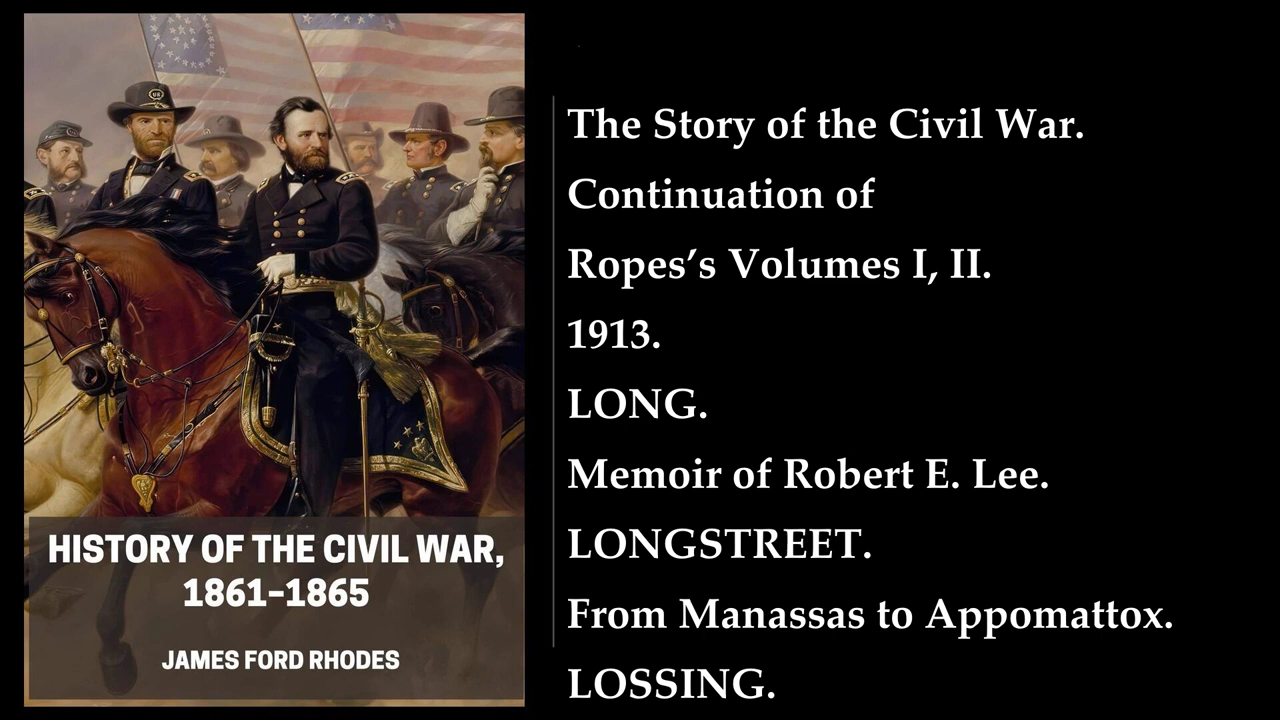 HISTORY OF THE CIVIL WAR,
1861–1865
JAMES FORD RHODES
The Story of the Civil War.
Continuation of
Ropes’s Volumes I, II.
1913.
LONG.
Memoir of Robert E. Lee.
LONGSTREET.
From Manassas to Appomattox.
LOSSING.